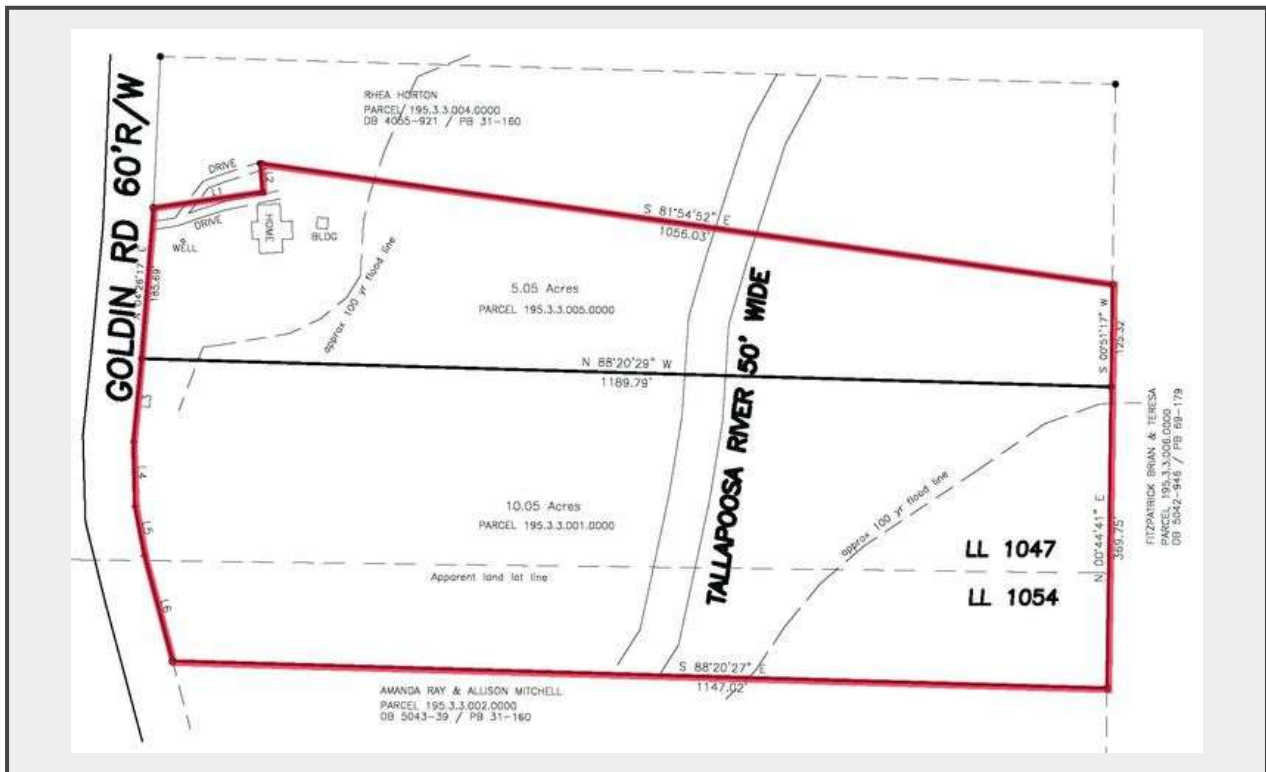 GOLDIN RD 60'R/W
RHEA HORTON
PARCEL 195.3.3.004.0000
DB 4055-921 / PB 31-160
DRIVE
L2
L1
DRIVE
HOME
BLDG
WELL
N 04°26'17" E
185.69'
approx 100 yr flood line
S 81°54'52" E
1056.03'
5.05 Acres
PARCEL 195.3.3.005.0000
S 00°51'17" W
125.32
N 88°20'29" W
1189.79'
TALLAPOOSA RIVER 50' WIDE
L3
L4
L5
L6
10.05 Acres
PARCEL 195.3.3.001.0000
Apparent land lot line
approx 100 yr flood line
LL 1047
LL 1054
N 00°44'41" E
369.75'
FITZPATRICK BRIAN & TERESA
PARCEL 195.3.3.006.0000
DB 5042-946 / PB 69-179
S 88°20'27" E
1147.02'
AMANDA RAY & ALLISON MITCHELL
PARCEL 195.3.3.002.0000
DB 5043-39 / PB 31-160